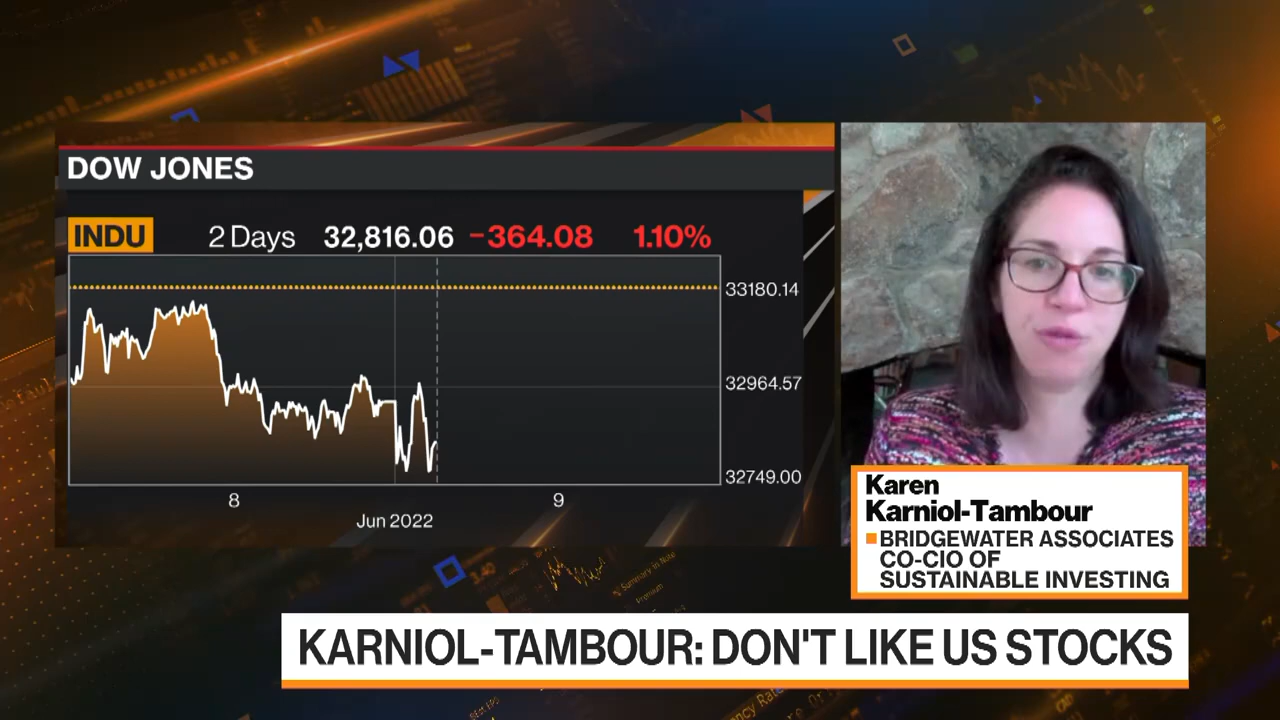 DOW JONES
INDU 2 Days 32,816.06 -364.08 1.10%
33180.14
32964.57
32749.00
8 9
Jun 2022
Karen
Karniol-Tambour
BRIDGEWATER ASSOCIATES
CO-CIO OF
SUSTAINABLE INVESTING
KARNIOL-TAMBOUR: DON'T LIKE US STOCKS